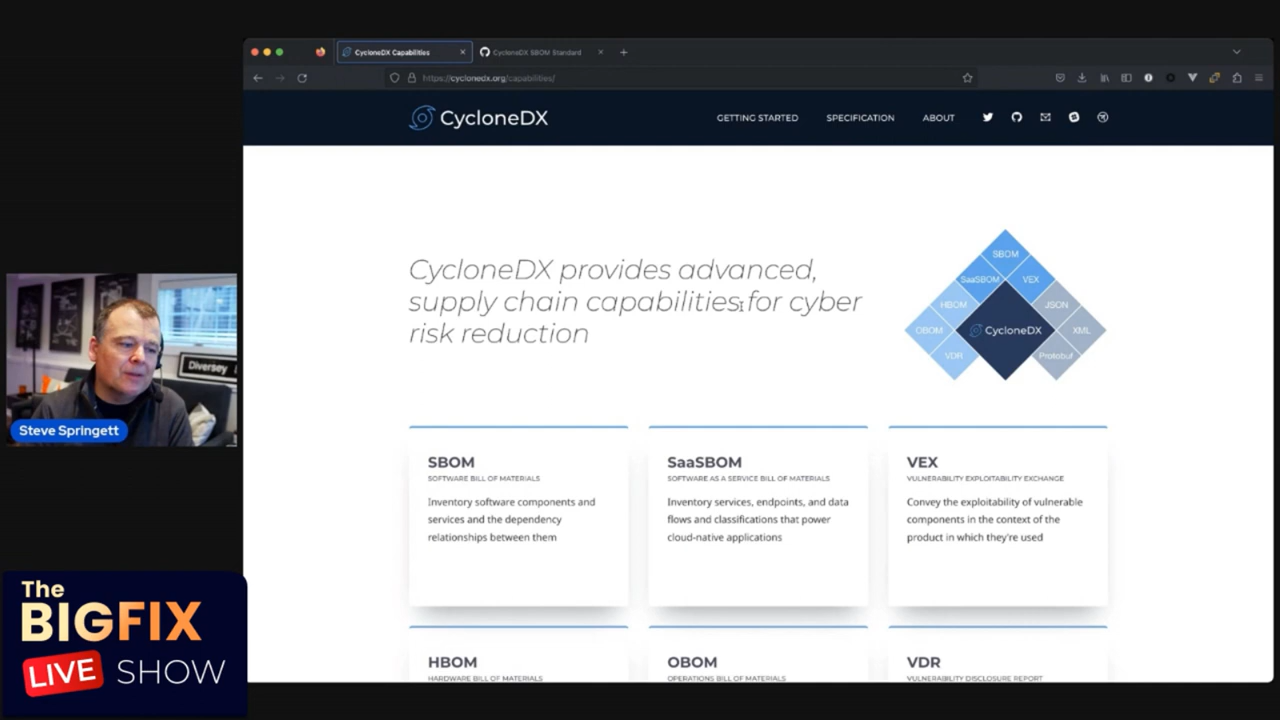 CycloneDX Capabilities
CycloneDX SBOM Standard
https://cyclonedx.org/capabilities/
CycloneDX
GETTING STARTED
SPECIFICATION
ABOUT
CycloneDX provides advanced,
supply chain capabilities for cyber
risk reduction
SBOM
SaaSBOM
VEX
HBOM
JSON
OBOM
CycloneDX
XML
VDR
Protobuf
SBOM
SOFTWARE BILL OF MATERIALS
Inventory software components and
services and the dependency
relationships between them
SaaSBOM
SOFTWARE AS A SERVICE BILL OF MATERIALS
Inventory services, endpoints, and data
flows and classifications that power
cloud-native applications
VEX
VULNERABILITY EXPLOITABILITY EXCHANGE
Convey the exploitability of vulnerable
components in the context of the
product in which they're used
HBOM
HARDWARE BILL OF MATERIALS
OBOM
OPERATIONS BILL OF MATERIALS
VDR
VULNERABILITY DISCLOSURE REPORT
Diversey
Steve Springett
The
BIGFIX
LIVE SHOW